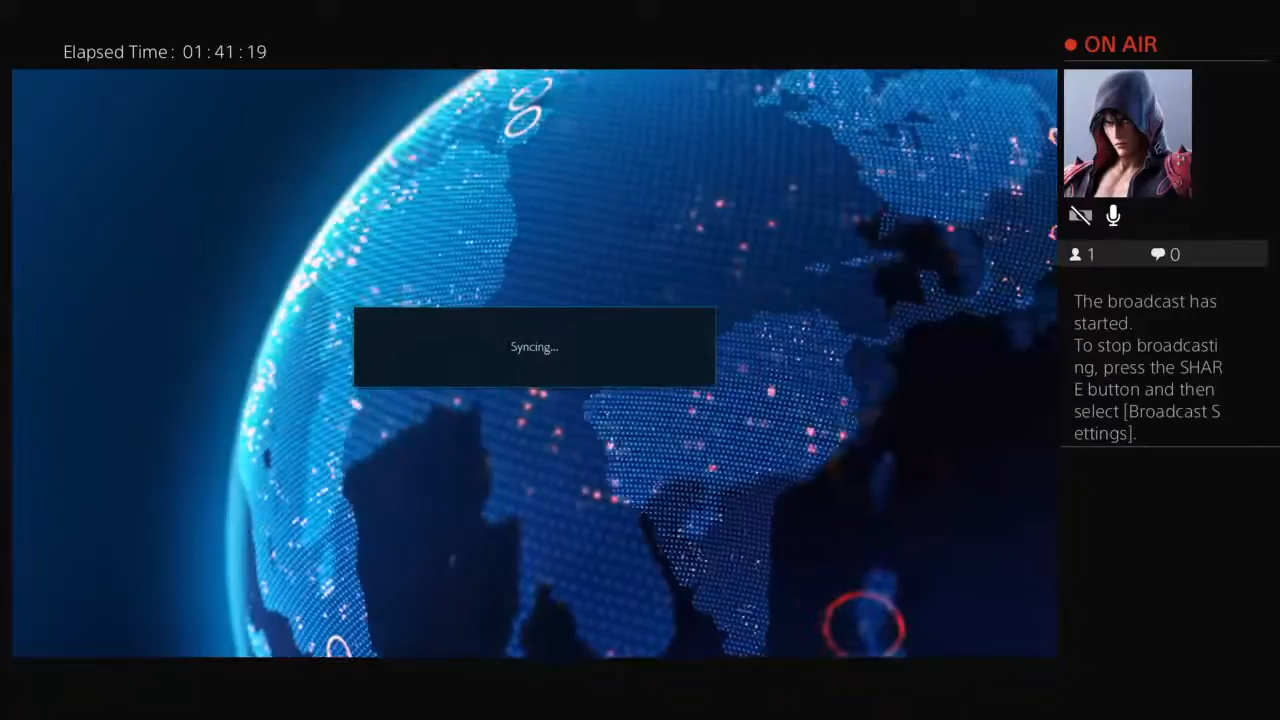 Elapsed Time: 01:41:19
ON AIR
1
0
The broadcast has
started.
To stop broadcasti
ng, press the SHAR
E button and then
select [Broadcast S
ettings].
Syncing...